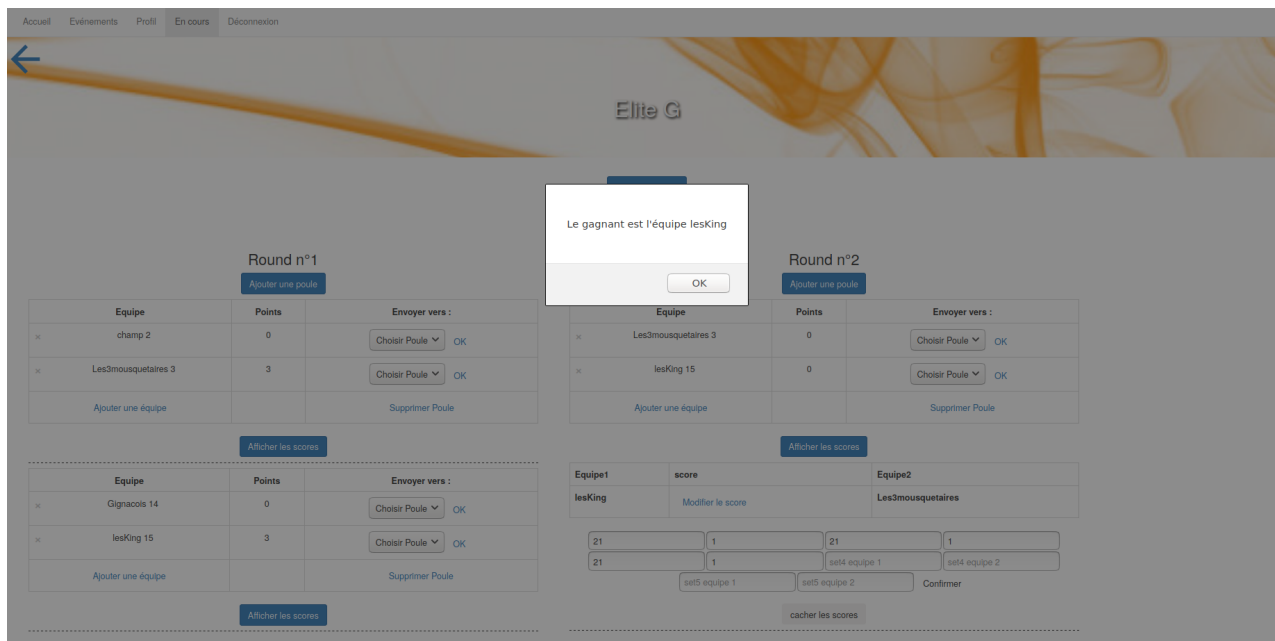 Accueil Evénements Profil En cours Déconnexion
Elite G
Le gagnant est l'équipe lesKing
OK
Round n°1
Ajouter une poule
Equipe Points Envoyer vers :
× champ 2 0 Choisir Poule OK
× Les3mousquetaires 3 3 Choisir Poule OK
Ajouter une équipe Supprimer Poule
Afficher les scores
Equipe Points Envoyer vers :
× Gignacois 14 0 Choisir Poule OK
× lesKing 15 3 Choisir Poule OK
Ajouter une équipe Supprimer Poule
Afficher les scores
Round n°2
Ajouter une poule
Equipe Points Envoyer vers :
× Les3mousquetaires 3 0 Choisir Poule OK
× lesKing 15 0 Choisir Poule OK
Ajouter une équipe Supprimer Poule
Afficher les scores
Equipe1 score Equipe2
lesKing Modifier le score Les3mousquetaires
21 1 21 1
21 1 set4 equipe 1 set4 equipe 2
set5 equipe 1 set5 equipe 2 Confirmer
cacher les scores